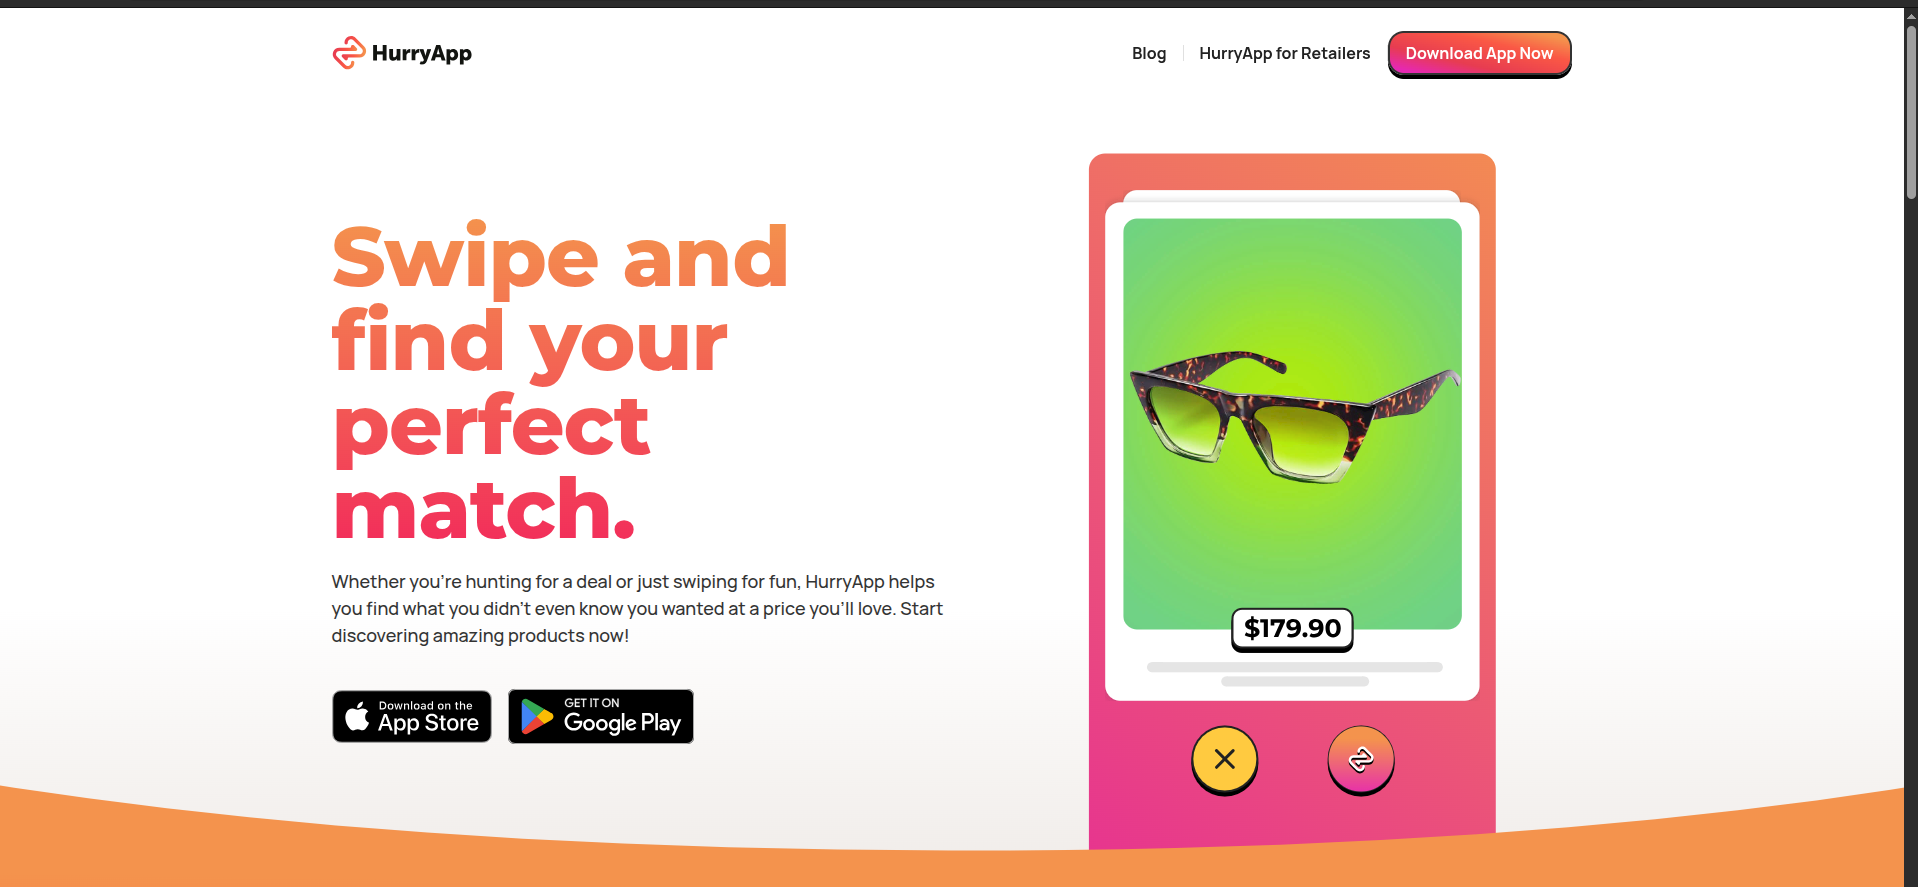 HurryApp
Blog
HurryApp for Retailers
Download App Now
Swipe and
find your
perfect
match.
Whether you're hunting for a deal or just swiping for fun, HurryApp helps
you find what you didn't even know you wanted at a price you'll love. Start
discovering amazing products now!
Download on the
App Store
GET IT ON
Google Play
$179.90